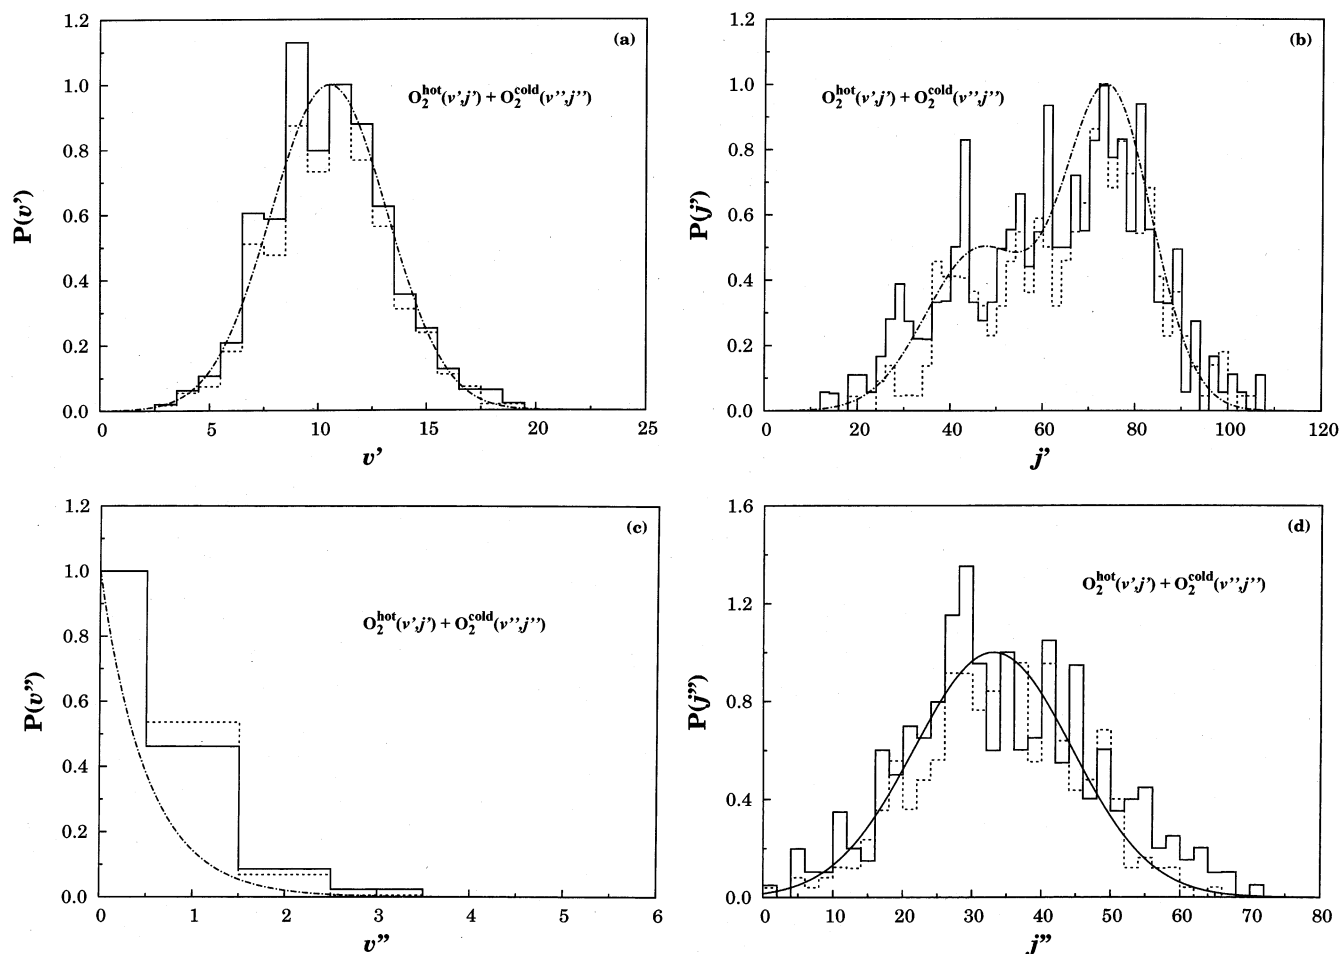 (a)
O₂ʰᵒᵗ(v’,j’) + O₂ᶜᵒˡᵈ(v’’,j’’)
P(v’)
1.2
1.0
0.8
0.6
0.4
0.2
0.0
0 5 10 15 20 25
v’
(b)
O₂ʰᵒᵗ(v’,j’) + O₂ᶜᵒˡᵈ(v’’,j’’)
P(j’)
1.2
1.0
0.8
0.6
0.4
0.2
0.0
0 20 40 60 80 100 120
j’
(c)
O₂ʰᵒᵗ(v’,j’) + O₂ᶜᵒˡᵈ(v’’,j’’)
P(v”)
1.2
1.0
0.8
0.6
0.4
0.2
0.0
0 1 2 3 4 5 6
v”
(d)
O₂ʰᵒᵗ(v’,j’) + O₂ᶜᵒˡᵈ(v’’,j’’)
P(j”)
1.6
1.2
0.8
0.4
0.0
0 10 20 30 40 50 60 70 80
j”